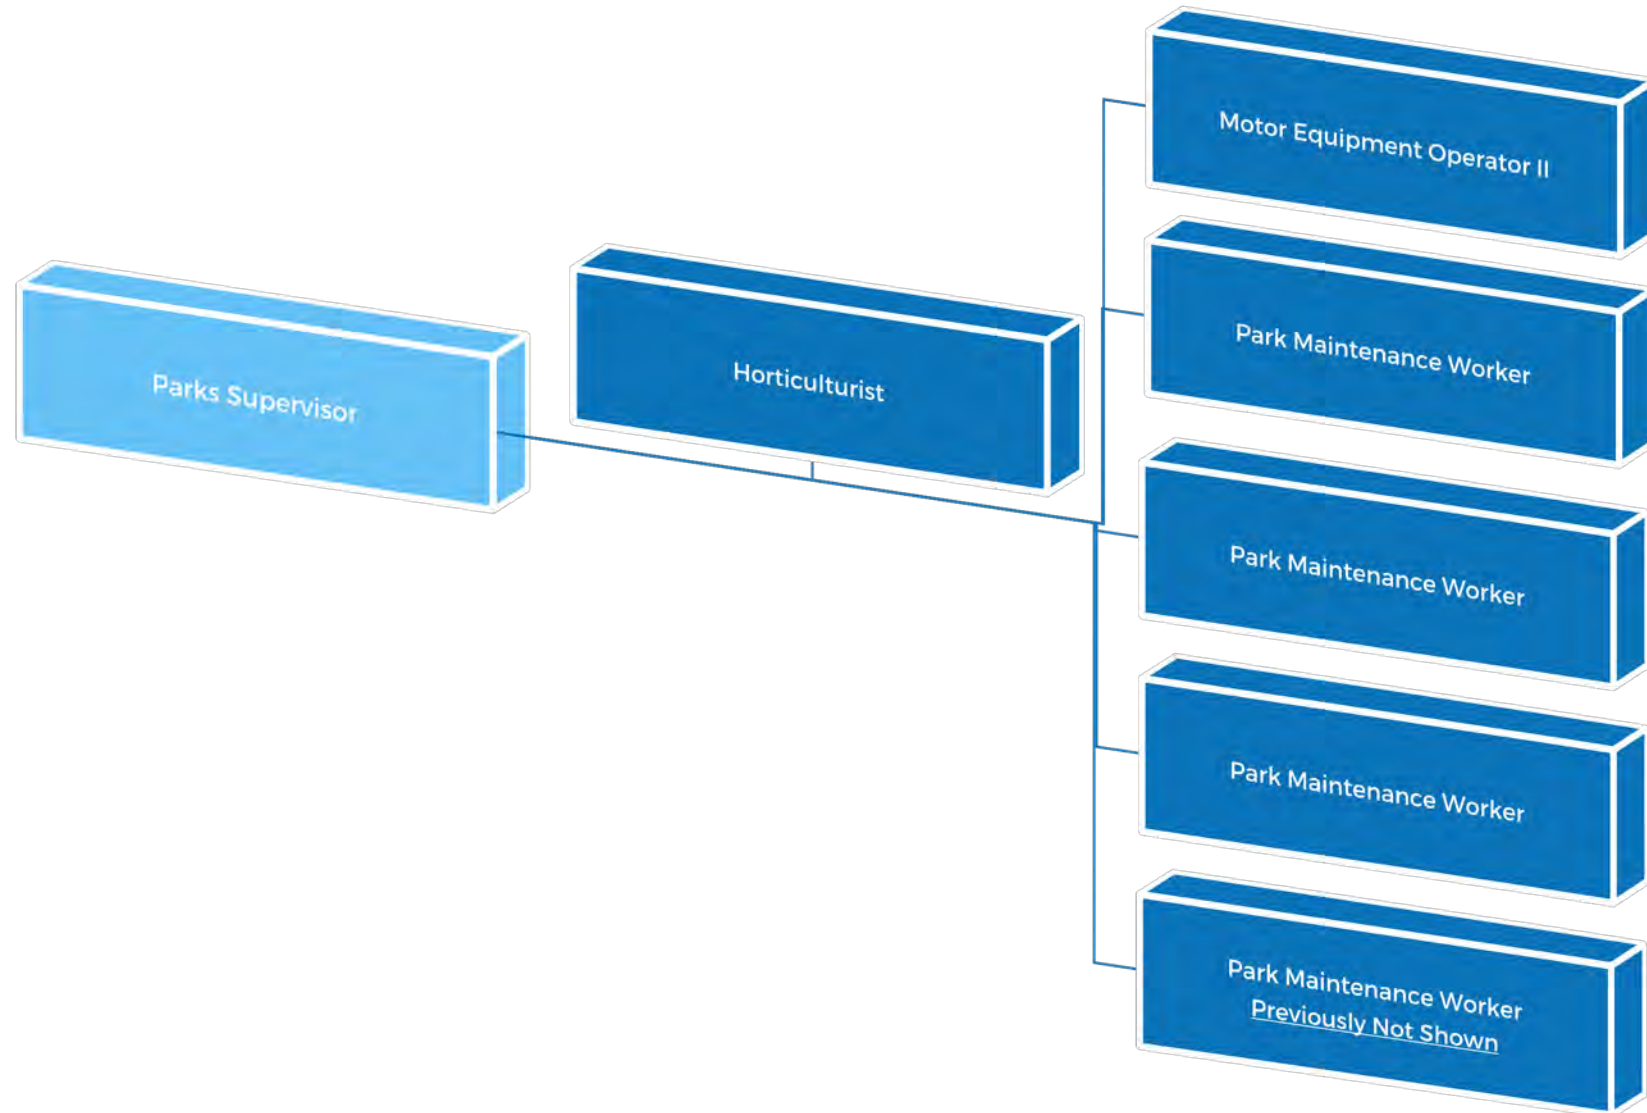 Parks Supervisor
Horticulturist
Motor Equipment Operator II
Park Maintenance Worker
Park Maintenance Worker
Park Maintenance Worker
Park Maintenance Worker
Previously Not Shown